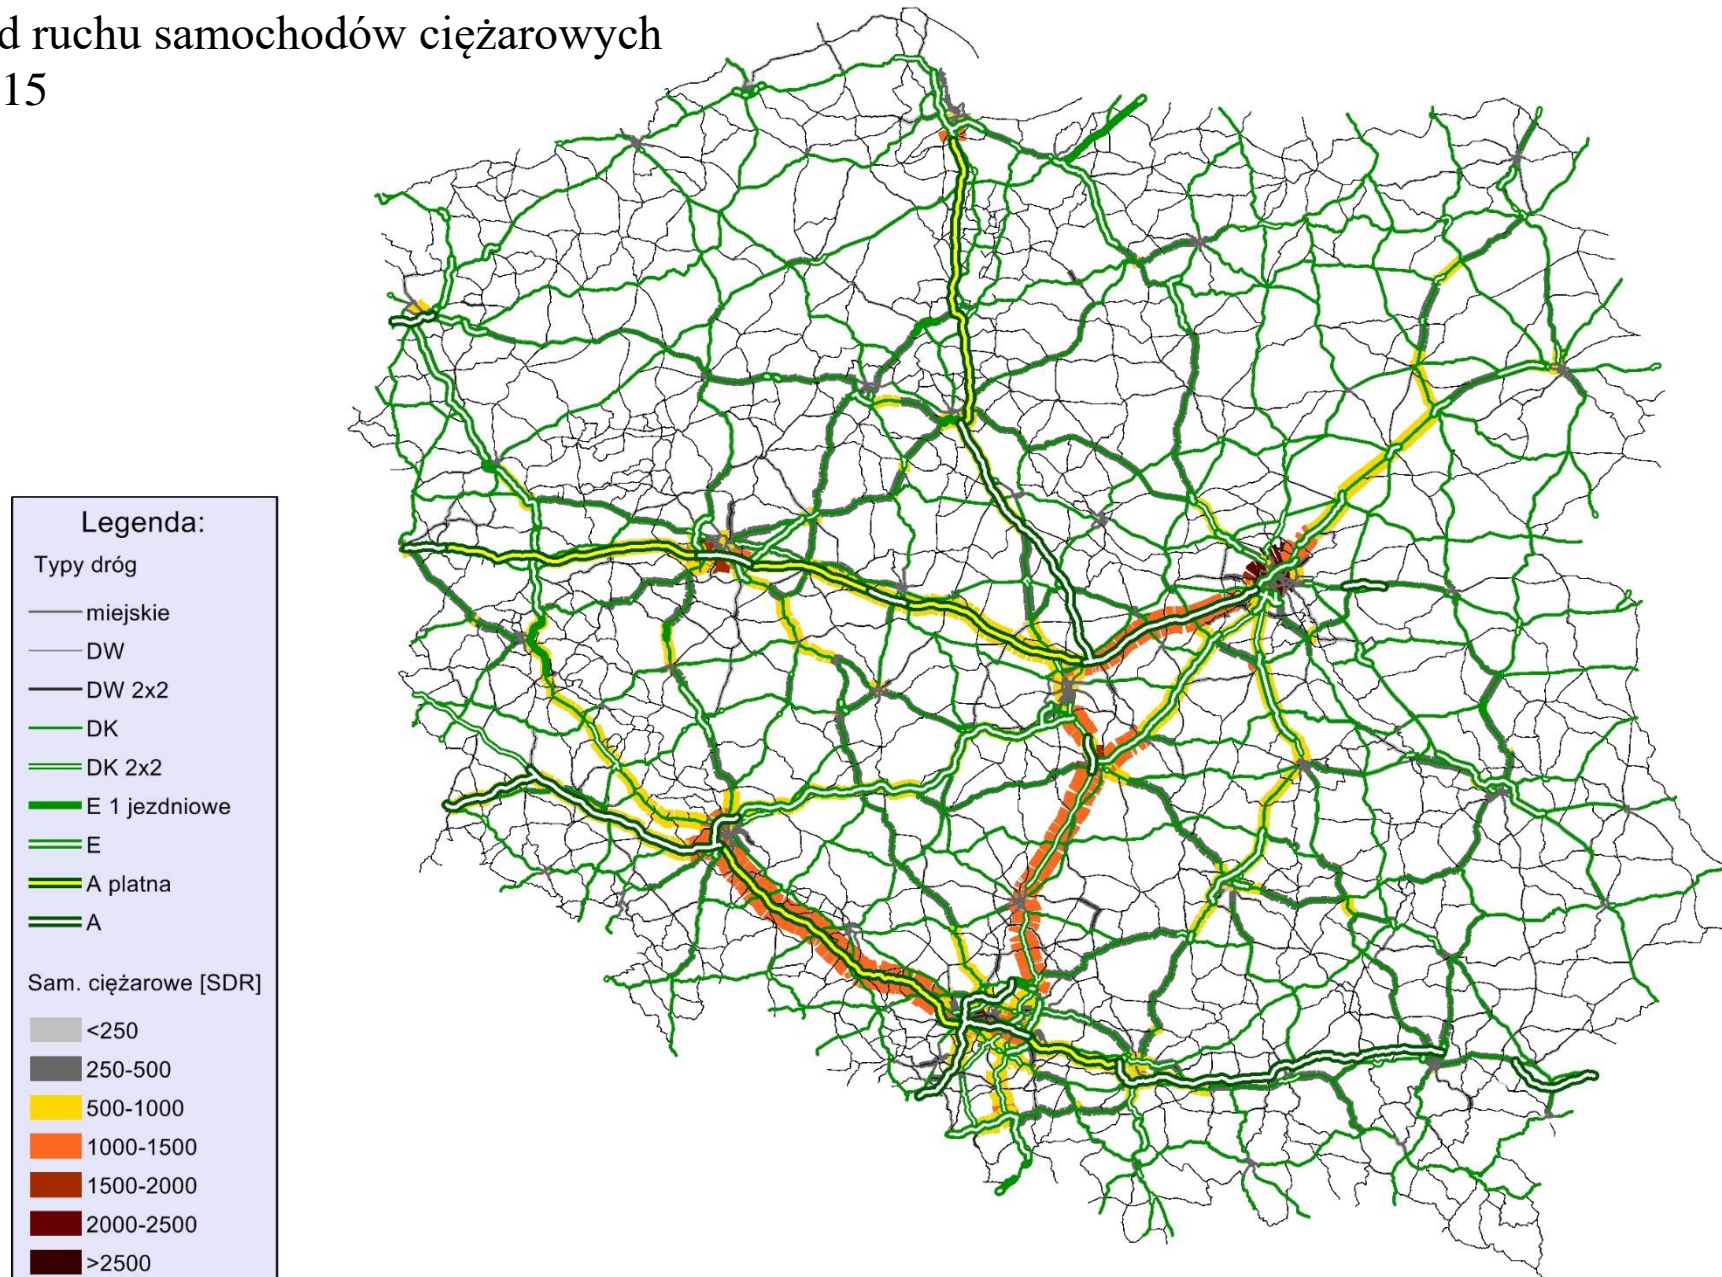 d ruchu samochodów ciężarowych
15
Legenda:
Typy dróg
miejskie
DW
DW 2x2
DK
DK 2x2
E 1 jezdniowe
E
A platna
A
Sam. ciężarowe [SDR]
<250
250-500
500-1000
1000-1500
1500-2000
2000-2500
>2500